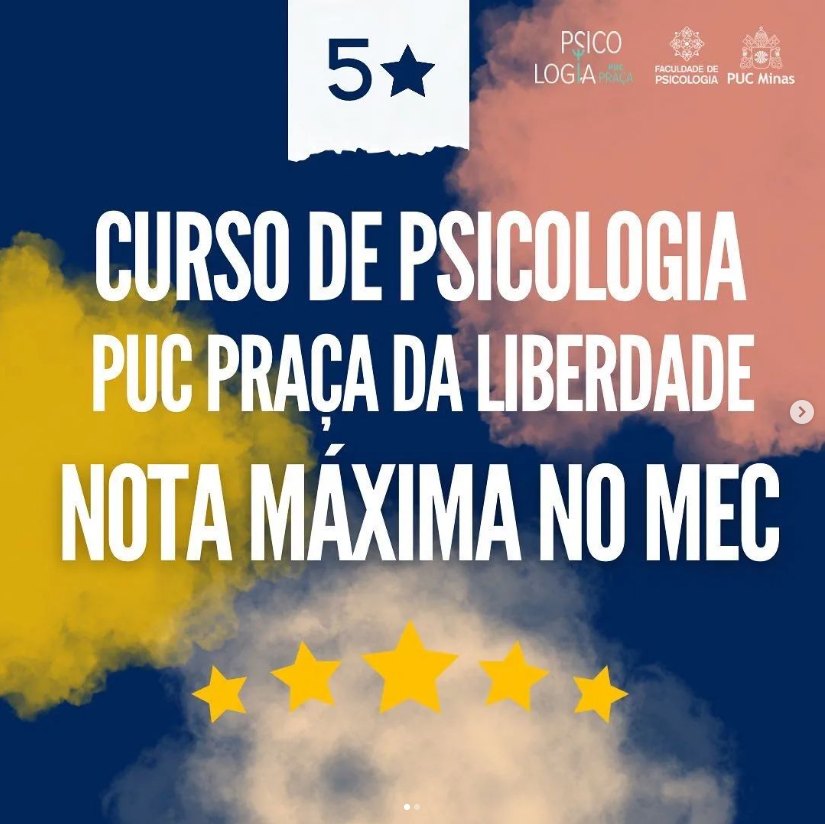 5★
PSICO
LOGIA PUC
PRAÇA
FACULDADE DE
PSICOLOGIA
PUC Minas
CURSO DE PSICOLOGIA
PUC PRAÇA DA LIBERDADE
NOTA MÁXIMA NO MEC